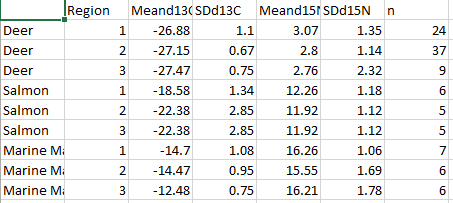 Region Meand13C SDd13C Meand15N SDd15N n
Deer 1 -26.88 1.1 3.07 1.35 24
Deer 2 -27.15 0.67 2.8 1.14 37
Deer 3 -27.47 0.75 2.76 2.32 9
Salmon 1 -18.58 1.34 12.26 1.18 6
Salmon 2 -22.38 2.85 11.92 1.12 5
Salmon 3 -22.38 2.85 11.92 1.12 5
Marine Ma 1 -14.7 1.08 16.26 1.06 7
Marine Ma 2 -14.47 0.95 15.55 1.69 6
Marine Ma 3 -12.48 0.75 16.21 1.78 6